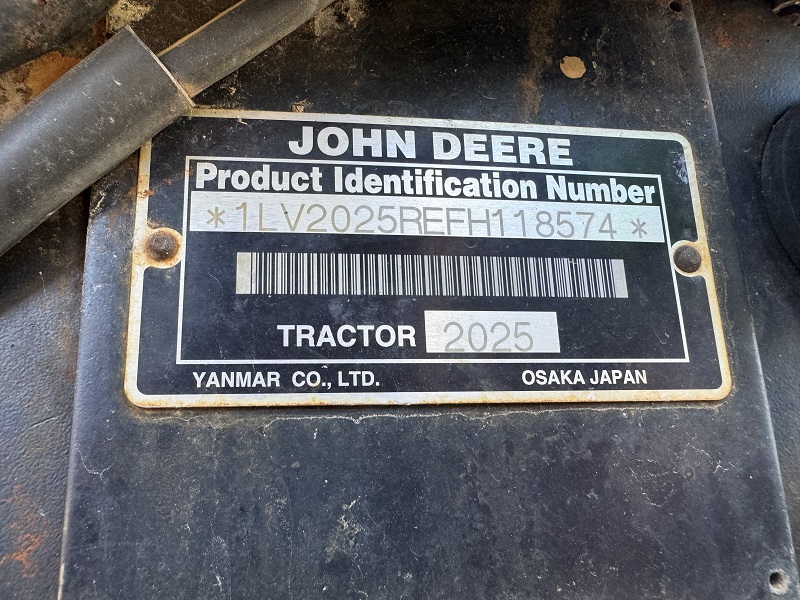 JOHN DEERE
Product Identification Number
*1LV2025REFH118574*
TRACTOR 2025
YANMAR CO., LTD. OSAKA JAPAN